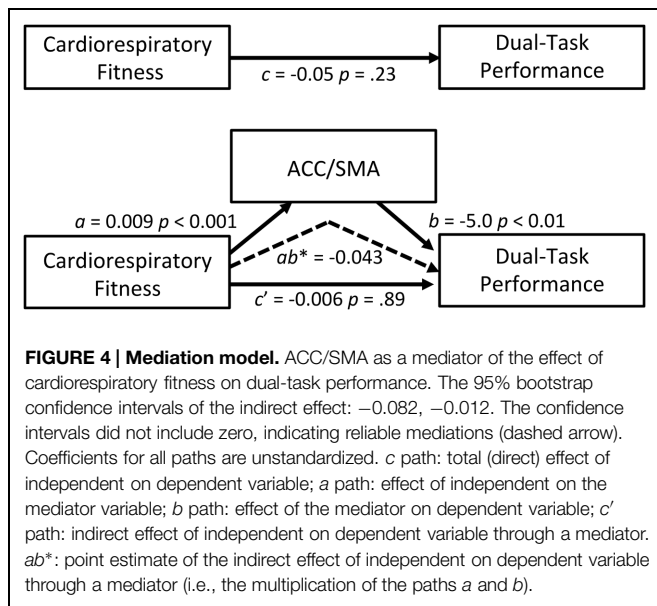 Cardiorespiratory
Fitness
Dual-Task
Performance
c = -0.05 p = .23
ACC/SMA
a = 0.009 p < 0.001
b = -5.0 p < 0.01
Cardiorespiratory
Fitness
ab* = -0.043
Dual-Task
Performance
c’ = -0.006 p = .89
FIGURE 4 | Mediation model. ACC/SMA as a mediator of the effect of
cardiorespiratory fitness on dual-task performance. The 95% bootstrap
confidence intervals of the indirect effect: −0.082, −0.012. The confidence
intervals did not include zero, indicating reliable mediations (dashed arrow).
Coefficients for all paths are unstandardized. c path: total (direct) effect of
independent on dependent variable; a path: effect of independent on the
mediator variable; b path: effect of the mediator on dependent variable; c′
path: indirect effect of independent on dependent variable through a mediator.
ab*: point estimate of the indirect effect of independent on dependent variable
through a mediator (i.e., the multiplication of the paths a and b).